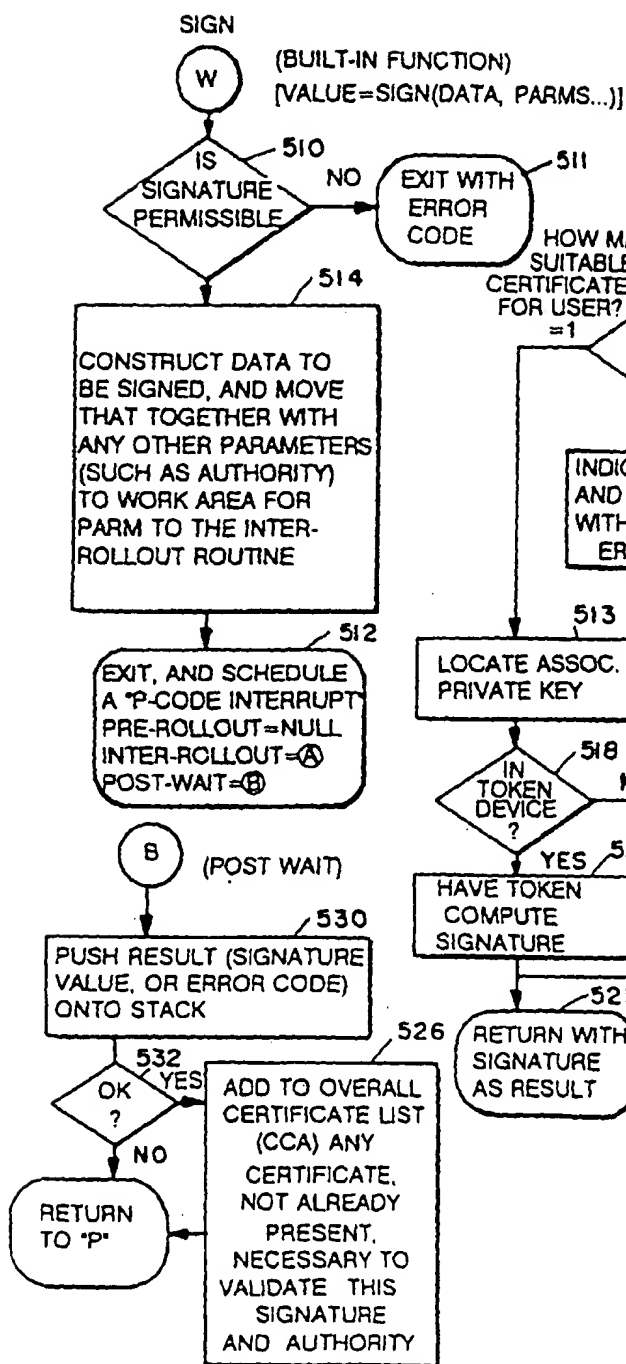 SIGN
W
(BUILT-IN FUNCTION)
[VALUE=SIGN(DATA, PARMS...)]
510
IS
SIGNATURE
PERMISSIBLE
NO
511
EXIT WITH
ERROR
CODE
514
CONSTRUCT DATA TO
BE SIGNED, AND MOVE
THAT TOGETHER WITH
ANY OTHER PARAMETERS
(SUCH AS AUTHORITY)
TO WORK AREA FOR
PARM TO THE INTER-
ROLLOUT ROUTINE
512
EXIT, AND SCHEDULE
A "P-CODE INTERRUPT"
PRE-ROLLOUT=NULL
INTER-ROLLOUT=A
POST-WAIT=B
B
(POST WAIT)
530
PUSH RESULT (SIGNATURE
VALUE, OR ERROR CODE)
ONTO STACK
532
OK
?
YES
NO
RETURN
TO "P"
526
ADD TO OVERALL
CERTIFICATE LIST
(CCA) ANY
CERTIFICATE,
NOT ALREADY
PRESENT,
NECESSARY TO
VALIDATE THIS
SIGNATURE
AND AUTHORITY
HOW
SUITABLE
CERTIFICATE
FOR USER?
=1
AND
WITH
513
LOCATE ASSOC.
PRIVATE KEY
518
IN
TOKEN
DEVICE
?
YES
HAVE TOKEN
COMPUTE
SIGNATURE
RETURN WITH
SIGNATURE
AS RESULT